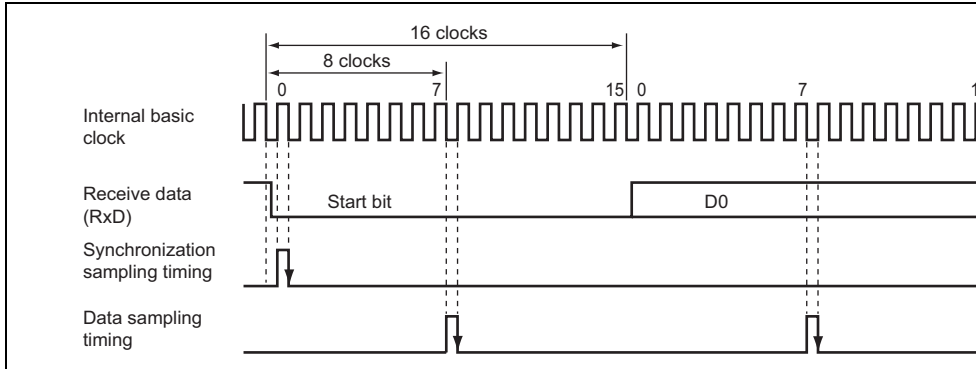 16 clocks
8 clocks
0 7 15 0 7 1
Internal basic
clock
Receive data
(RxD)
Start bit
D0
Synchronization
sampling timing
Data sampling
timing